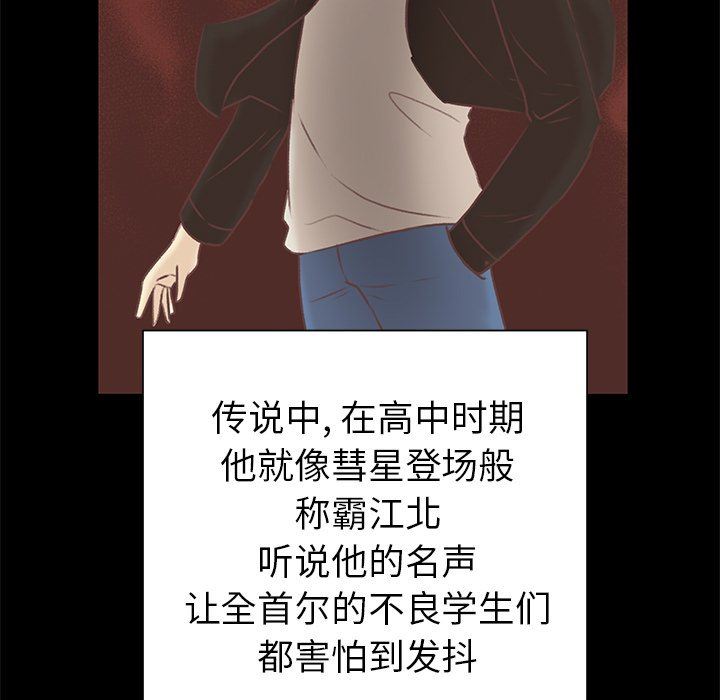 传说中, 在高中时期
他就像彗星登场般
称霸江北
听说他的名声
让全首尔的不良学生们
都害怕到发抖